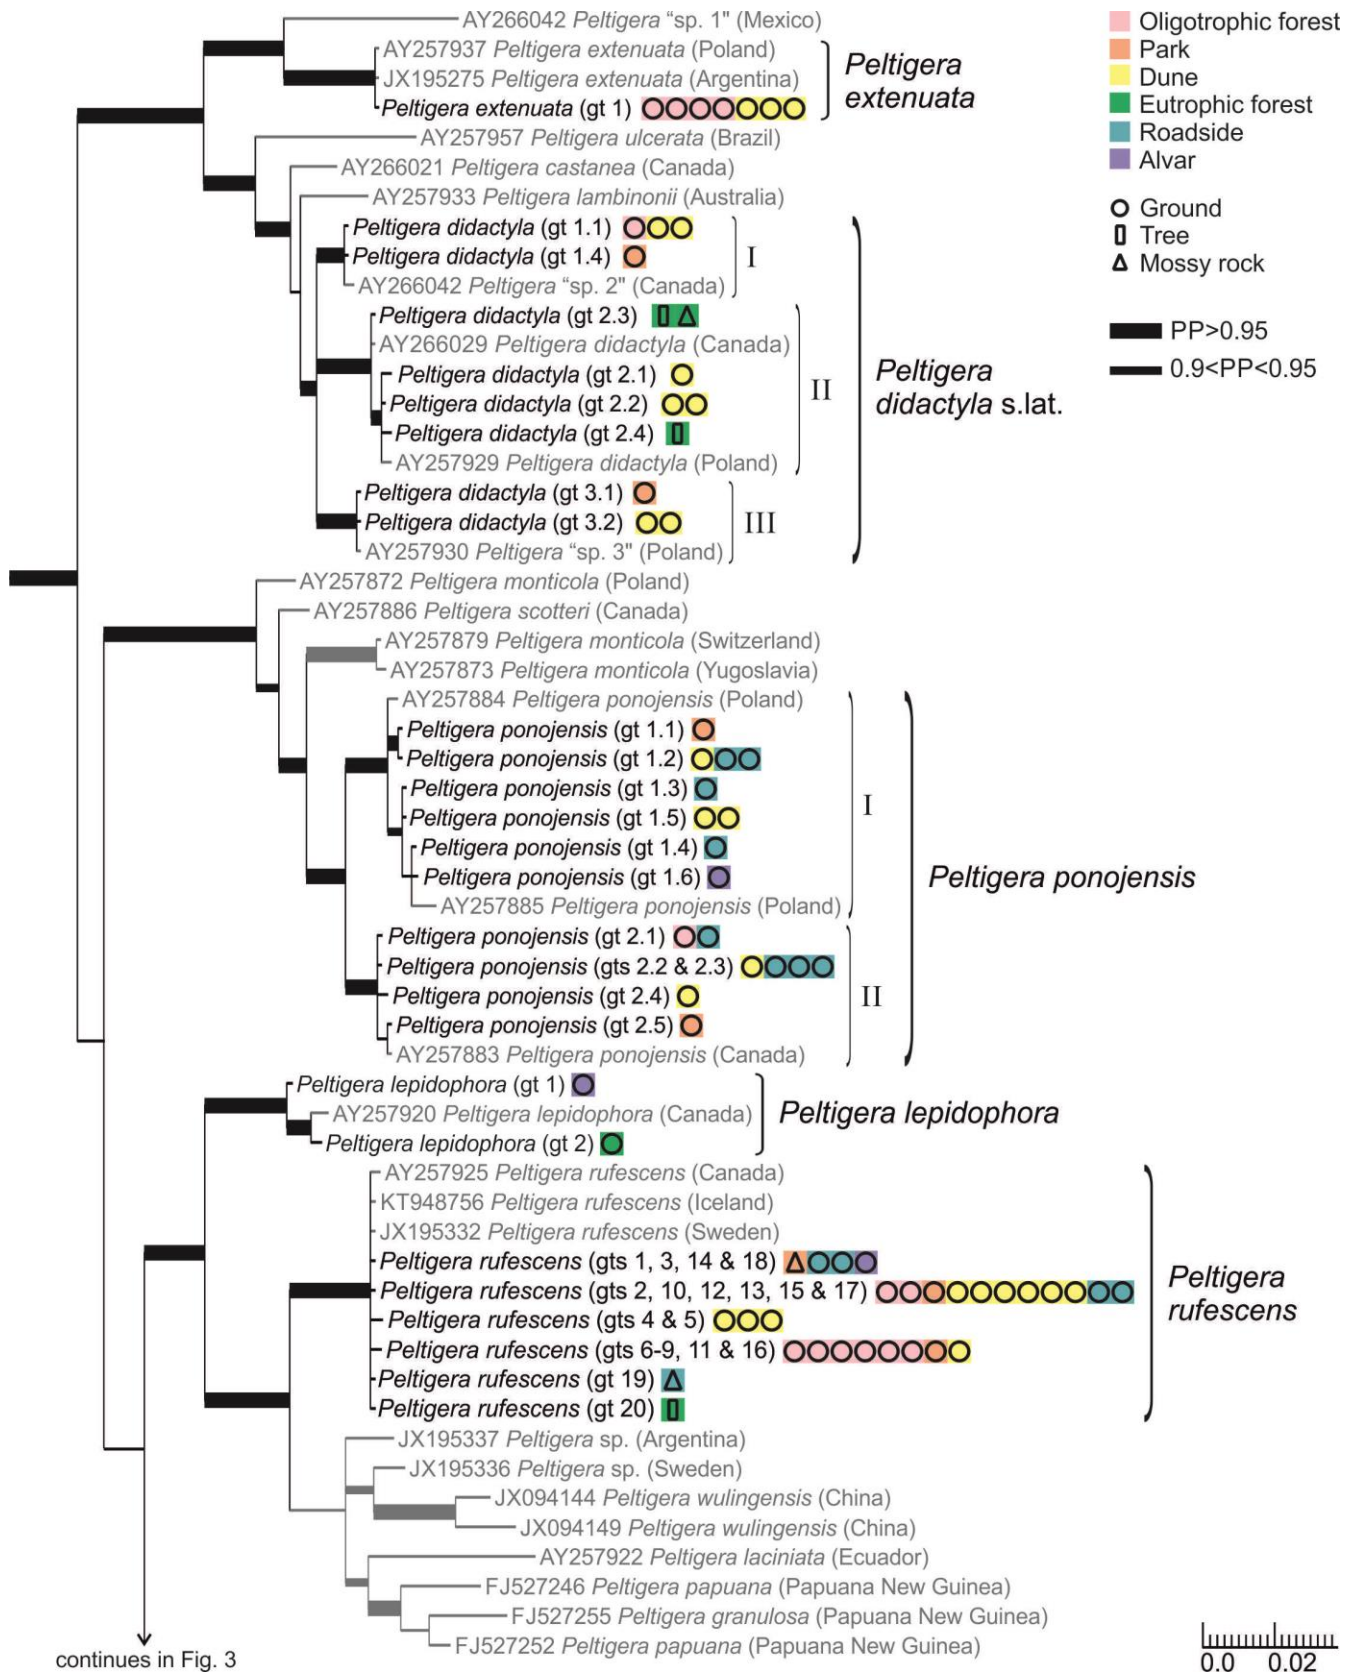 AY266042 Peltigera "sp. 1" (Mexico)
AY257937 Peltigera extenuata (Poland)
JX195275 Peltigera extenuata (Argentina)
Peltigera extenuata (gt 1)
Peltigera
extenuata
AY257957 Peltigera ulcerata (Brazil)
AY266021 Peltigera castanea (Canada)
AY257933 Peltigera lambinonii (Australia)
Peltigera didactyla (gt 1.1)
Peltigera didactyla (gt 1.4)
AY266042 Peltigera "sp. 2" (Canada)
I
Peltigera didactyla (gt 2.3)
AY266029 Peltigera didactyla (Canada)
Peltigera didactyla (gt 2.1)
Peltigera didactyla (gt 2.2)
Peltigera didactyla (gt 2.4)
AY257929 Peltigera didactyla (Poland)
II
Peltigera didactyla (gt 3.1)
Peltigera didactyla (gt 3.2)
AY257930 Peltigera "sp. 3" (Poland)
III
Peltigera
didactyla s.lat.
AY257872 Peltigera monticola (Poland)
AY257886 Peltigera scotteri (Canada)
AY257879 Peltigera monticola (Switzerland)
AY257873 Peltigera monticola (Yugoslavia)
AY257884 Peltigera ponojensis (Poland)
Peltigera ponojensis (gt 1.1)
Peltigera ponojensis (gt 1.2)
Peltigera ponojensis (gt 1.3)
Peltigera ponojensis (gt 1.5)
Peltigera ponojensis (gt 1.4)
Peltigera ponojensis (gt 1.6)
AY257885 Peltigera ponojensis (Poland)
I
Peltigera ponojensis (gt 2.1)
Peltigera ponojensis (gts 2.2 & 2.3)
Peltigera ponojensis (gt 2.4)
Peltigera ponojensis (gt 2.5)
AY257883 Peltigera ponojensis (Canada)
II
Peltigera ponojensis
Peltigera lepidophora (gt 1)
AY257920 Peltigera lepidophora (Canada)
Peltigera lepidophora (gt 2)
Peltigera lepidophora
AY257925 Peltigera rufescens (Canada)
KT948756 Peltigera rufescens (Iceland)
JX195332 Peltigera rufescens (Sweden)
Peltigera rufescens (gts 1, 3, 14 & 18)
Peltigera rufescens (gts 2, 10, 12, 13, 15 & 17)
Peltigera rufescens (gts 4 & 5)
Peltigera rufescens (gts 6-9, 11 & 16)
Peltigera rufescens (gt 19)
Peltigera rufescens (gt 20)
Peltigera
rufescens
JX195337 Peltigera sp. (Argentina)
JX195336 Peltigera sp. (Sweden)
JX094144 Peltigera wulingensis (China)
JX094149 Peltigera wulingensis (China)
AY257922 Peltigera laciniata (Ecuador)
FJ527246 Peltigera papuana (Papuana New Guinea)
FJ527255 Peltigera granulosa (Papuana New Guinea)
FJ527252 Peltigera papuana (Papuana New Guinea)
continues in Fig. 3
Oligotrophic forest
Park
Dune
Eutrophic forest
Roadside
Alvar
Ground
Tree
Mossy rock
PP>0.95
0.9<PP<0.95
0.0 0.02